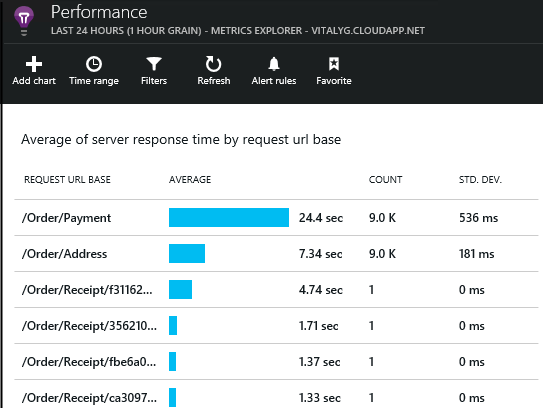 Performance
LAST 24 HOURS (1 HOUR GRAIN) - METRICS EXPLORER - VITALYG.CLOUDAPP.NET
Add chart Time range Filters Refresh Alert rules Favorite
Average of server response time by request url base
REQUEST URL BASE AVERAGE COUNT STD. DEV.
/Order/Payment 24.4 sec 9.0 K 536 ms
/Order/Address 7.34 sec 9.0 K 181 ms
/Order/Receipt/f31162... 4.74 sec 1 0 ms
/Order/Receipt/356210... 1.71 sec 1 0 ms
/Order/Receipt/fbe6a0... 1.37 sec 1 0 ms
/Order/Receipt/ca3097... 1.33 sec 1 0 ms